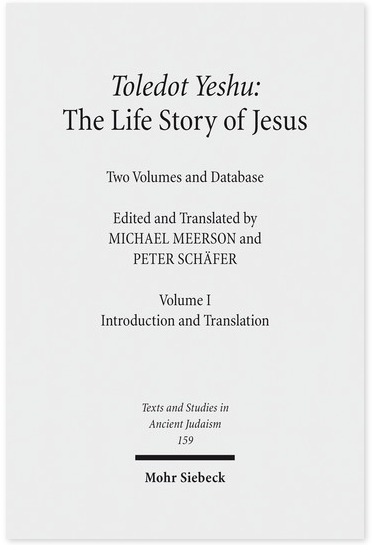 Toledot Yeshu:
The Life Story of Jesus
Two Volumes and Database
Edited and Translated by
MICHAEL MEERSON and
PETER SCHÄFER
Volume I
Introduction and Translation
Texts and Studies in
Ancient Judaism
159
Mohr Siebeck